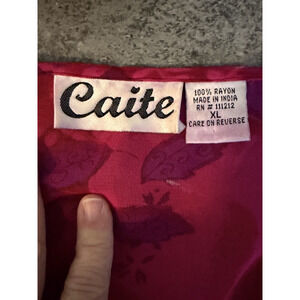 Caite
100% RAYON
MADE IN INDIA
RN # 111212
XL
CARE ON REVERSE